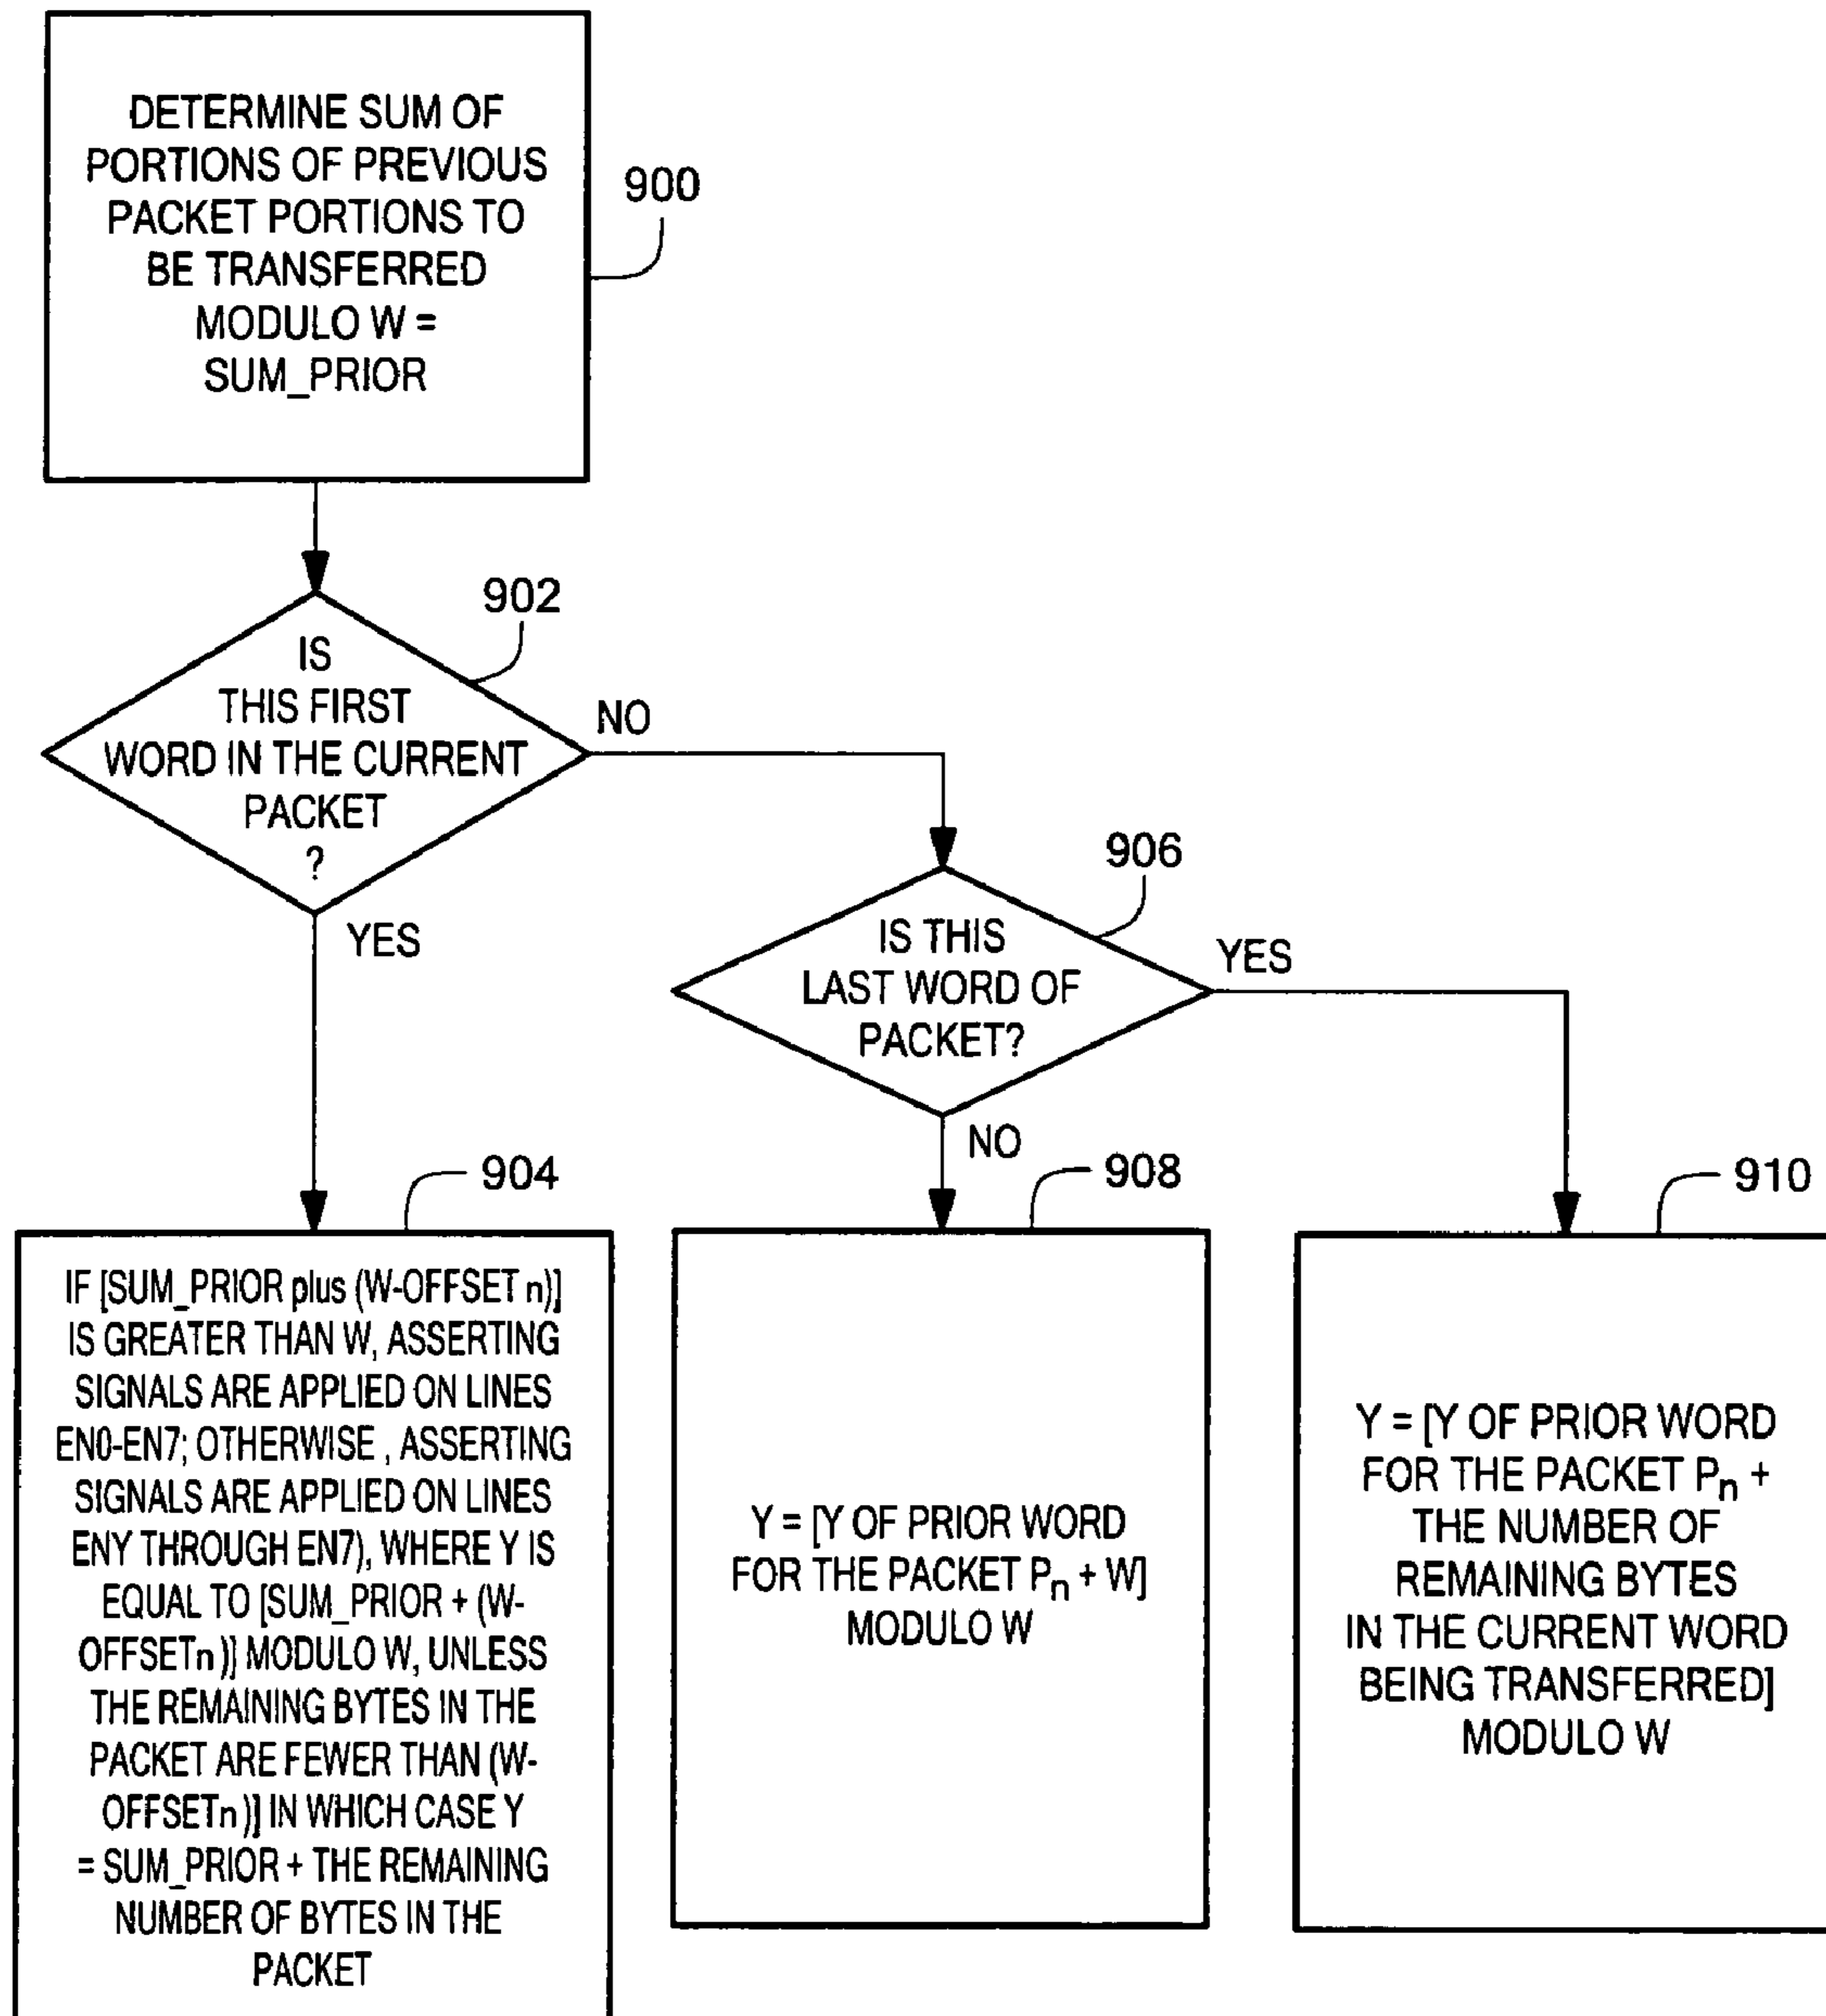 DETERMINE SUM OF
PORTIONS OF PREVIOUS
PACKET PORTIONS TO
BE TRANSFERRED
MODULO W =
SUM_PRIOR
900
902
IS
THIS FIRST
WORD IN THE CURRENT
PACKET
?
NO
YES
906
IS THIS
LAST WORD OF
PACKET?
YES
NO
904
IF [SUM_PRIOR plus (W-OFFSET n)]
IS GREATER THAN W, ASSERTING
SIGNALS ARE APPLIED ON LINES
EN0-EN7; OTHERWISE , ASSERTING
SIGNALS ARE APPLIED ON LINES
ENY THROUGH EN7), WHERE Y IS
EQUAL TO [SUM_PRIOR + (W-
OFFSETn )] MODULO W, UNLESS
THE REMAINING BYTES IN THE
PACKET ARE FEWER THAN (W-
OFFSETn )] IN WHICH CASE Y
= SUM_PRIOR + THE REMAINING
NUMBER OF BYTES IN THE
PACKET
908
Y = [Y OF PRIOR WORD
FOR THE PACKET Pn + W]
MODULO W
910
Y = [Y OF PRIOR WORD
FOR THE PACKET Pn +
THE NUMBER OF
REMAINING BYTES
IN THE CURRENT WORD
BEING TRANSFERRED]
MODULO W